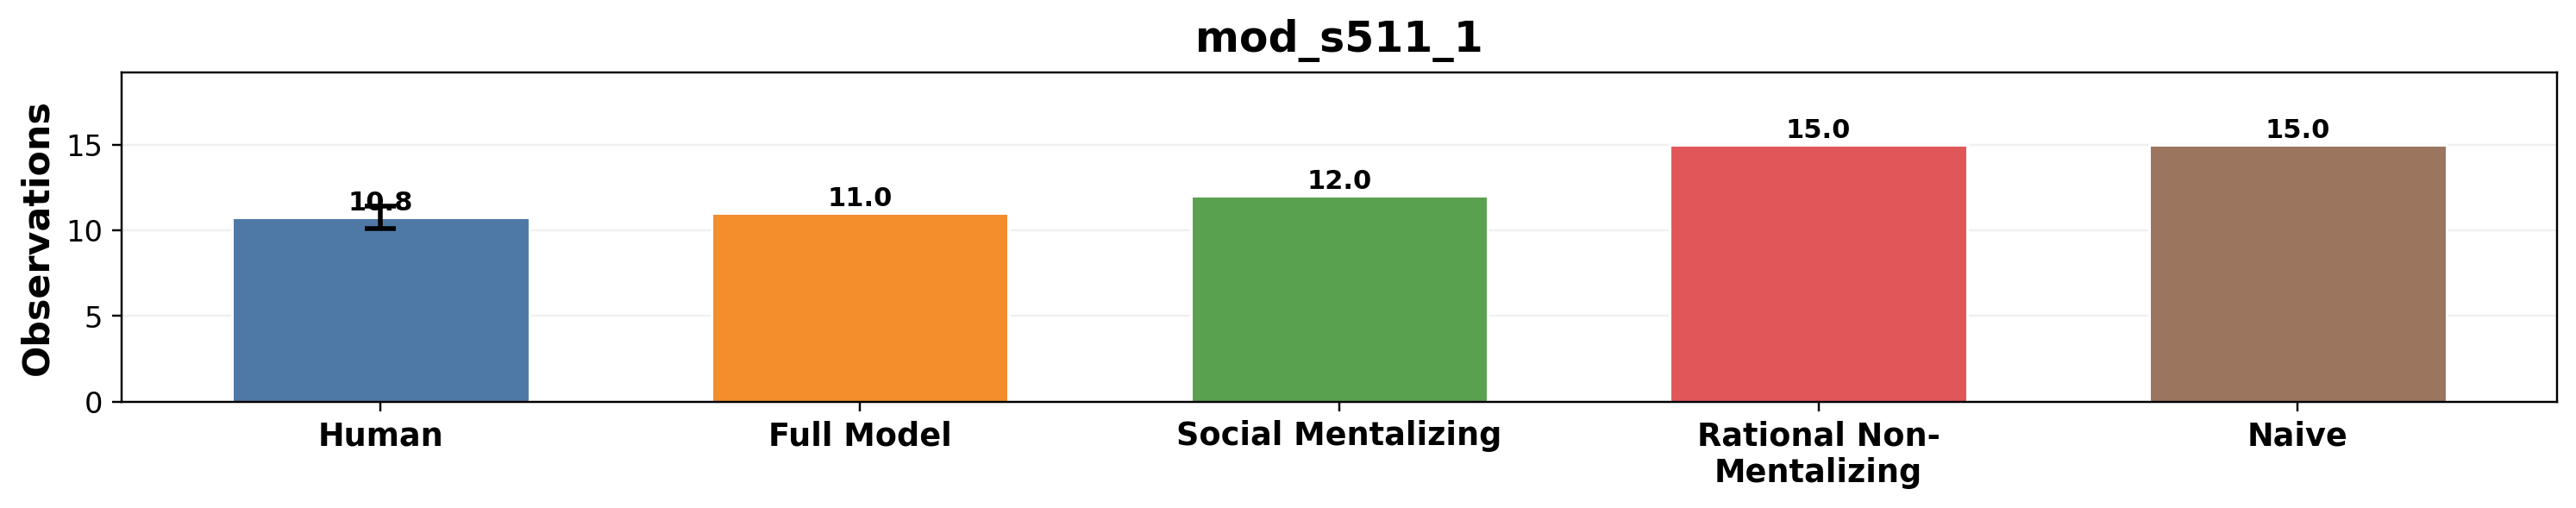 mod_s511_1
Observations
15
10
5
0
10.8
11.0
12.0
15.0
15.0
Human
Full Model
Social Mentalizing
Rational Non-
Mentalizing
Naive